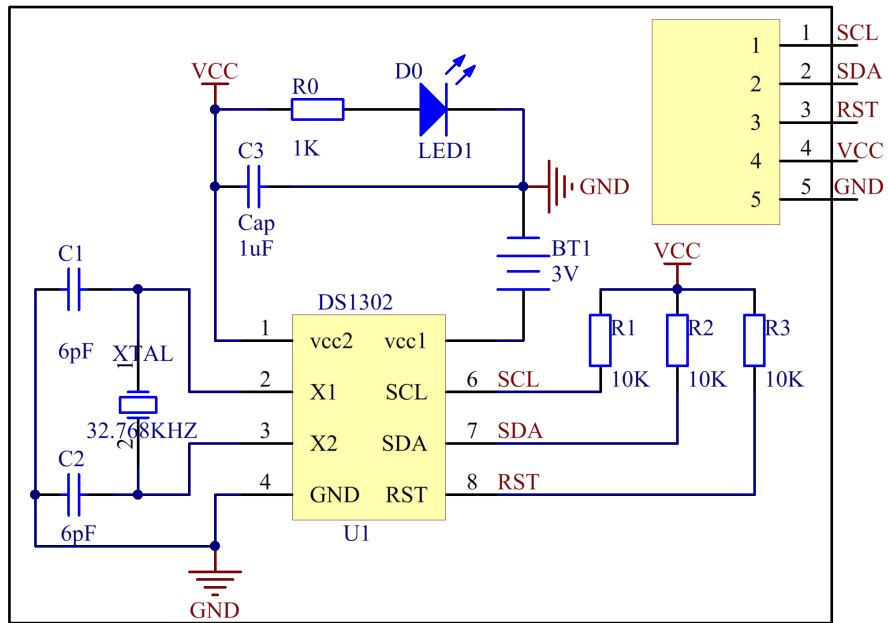 VCC
R0
1K
D0
LED1
C3
Cap
1uF
GND
BT1
3V
1 1 SCL
2 2 SDA
3 3 RST
4 4 VCC
5 5 GND
C1
6pF
XTAL
1
32.768KHZ
2
C2
6pF
DS1302
1 vcc2 vcc1
2 X1 SCL 6 SCL
3 X2 SDA 7 SDA
4 GND RST 8 RST
U1
GND
VCC
R1
10K
R2
10K
R3
10K